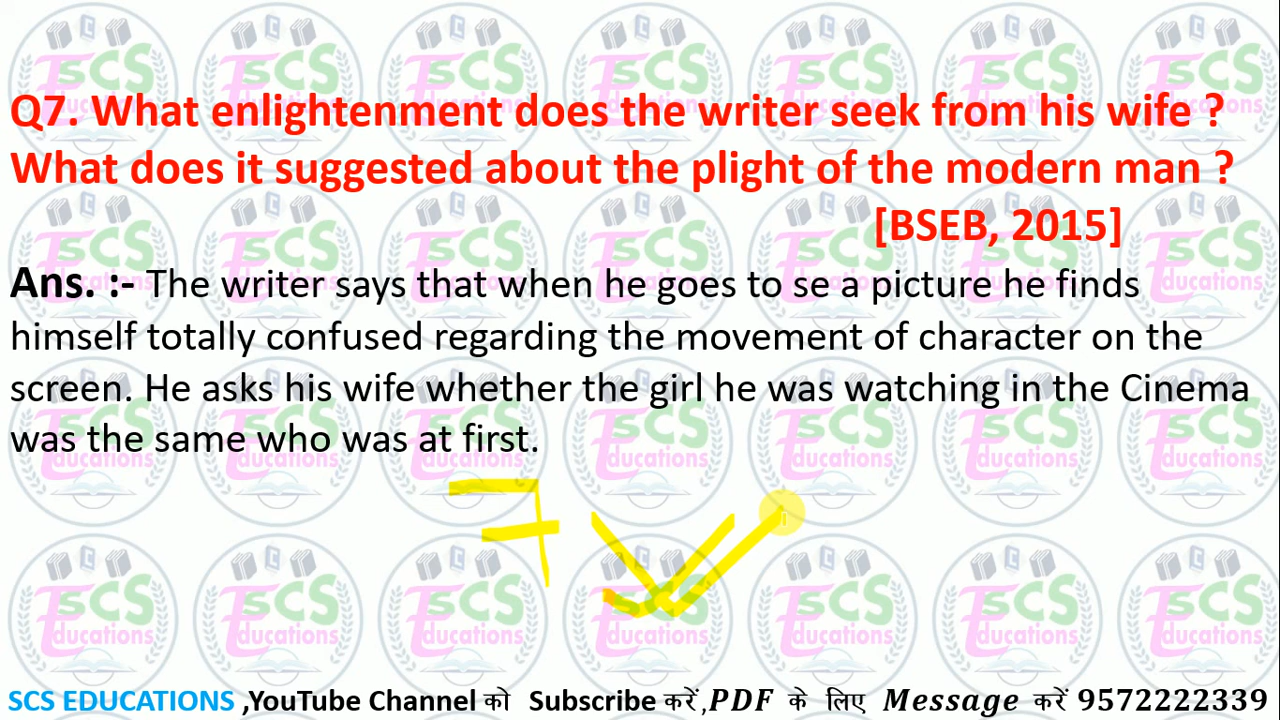 Q7. What enlightenment does the writer seek from his wife ?
What does it suggested about the plight of the modern man ?
[BSEB, 2015]
Ans. :- The writer says that when he goes to se a picture he finds
himself totally confused regarding the movement of character on the
screen. He asks his wife whether the girl he was watching in the Cinema
was the same who was at first.
7
SCS EDUCATIONS ,YouTube Channel को Subscribe करें,PDF के लिए Message करें 9572222339